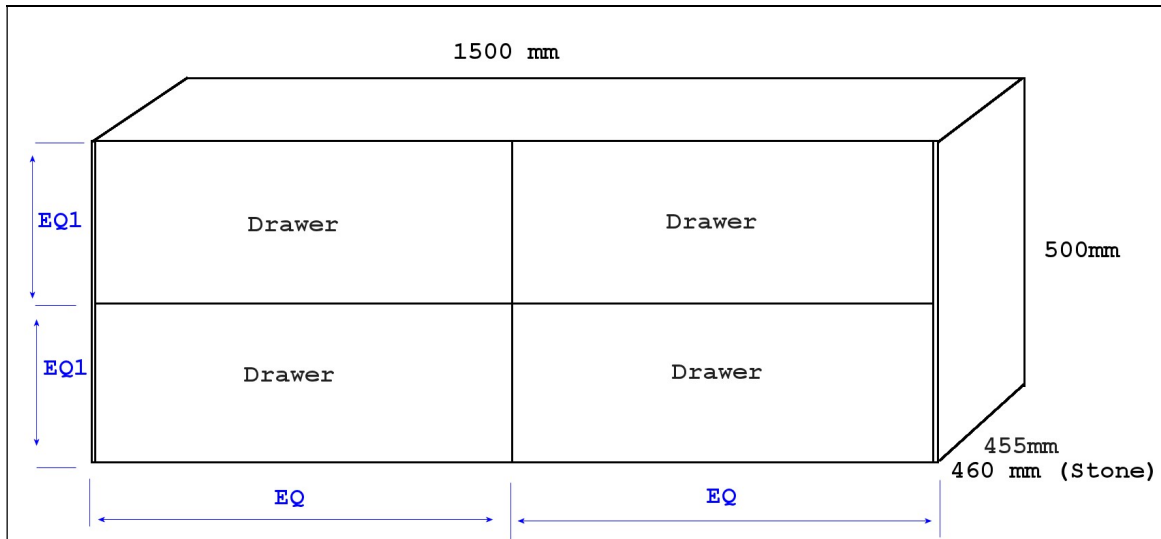 1500 mm
EQ1
Drawer
Drawer
500mm
EQ1
Drawer
Drawer
455mm
460 mm (Stone)
EQ
EQ